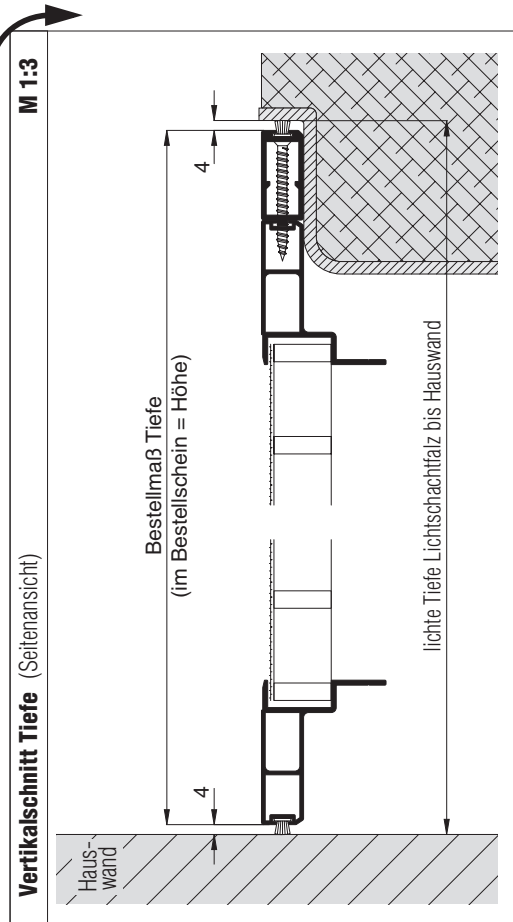 Vertikalschnitt Tiefe (Seitenansicht)
M 1:3
Haus-
wand
4
Bestellmaß Tiefe
(im Bestellschein = Höhe)
4
lichte Tiefe Lichtschachtfalz bis Hauswand